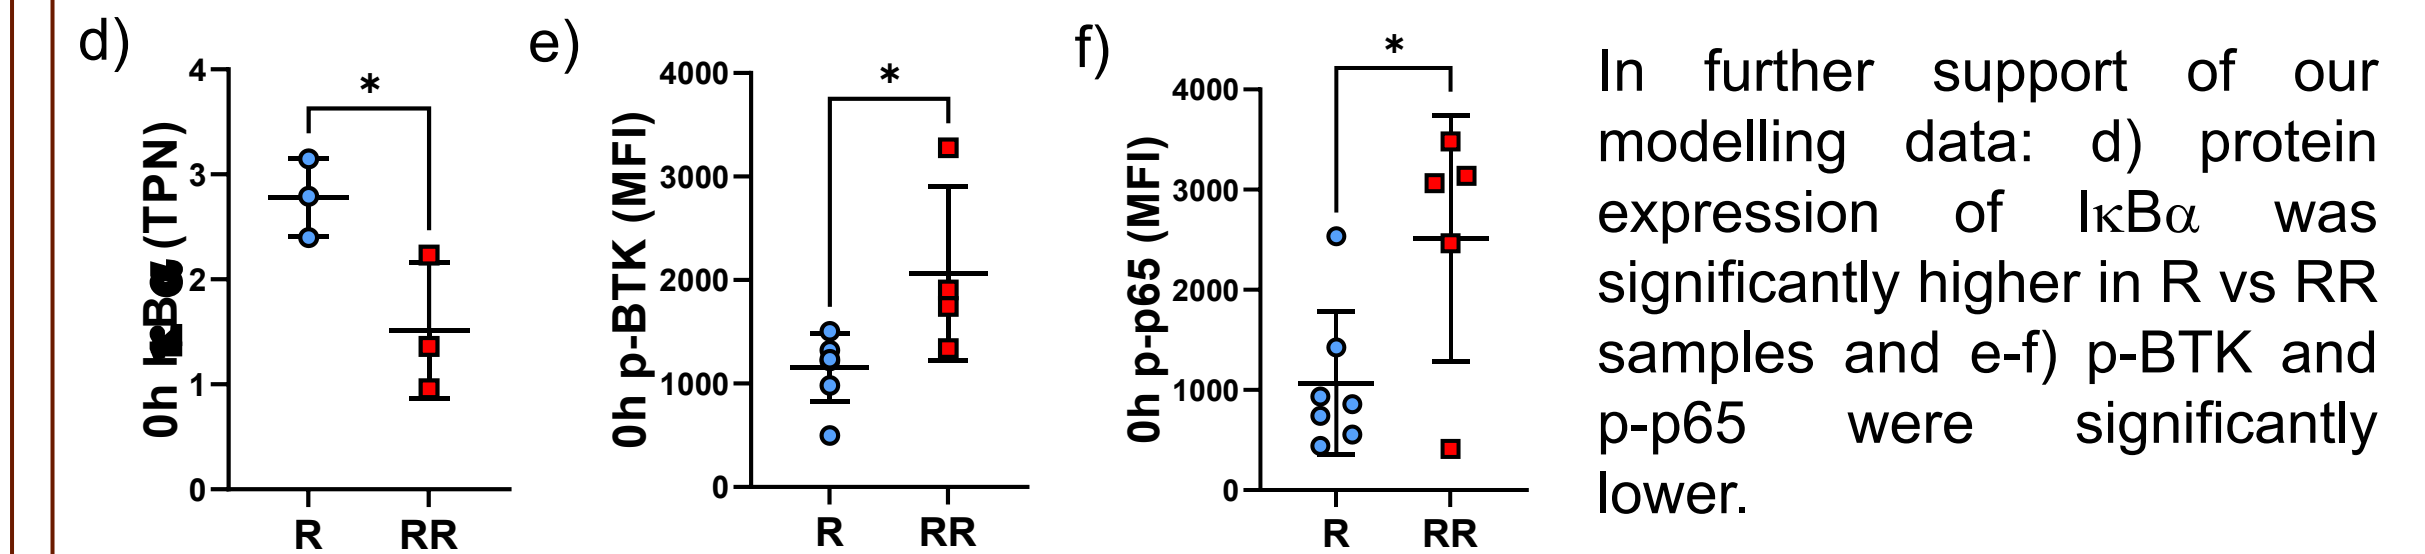 d)
4
3
2
1
0
0h IκBα (TPN)
*
R RR
e)
4000
3000
2000
1000
0
0h p-BTK (MFI)
*
R RR
f)
4000
3000
2000
1000
0
0h p-p65 (MFI)
*
R RR
In further support of our
modelling data: d) protein
expression of IκBα was
significantly higher in R vs RR
samples and e-f) p-BTK and
p-p65 were significantly
lower.